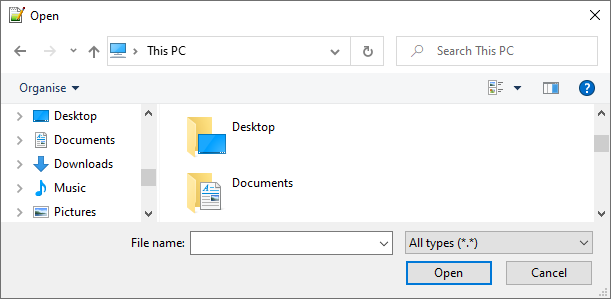 Open
This PC
Search This PC
Organise
?
Desktop
Documents
Downloads
Music
Pictures
Desktop
Documents
File name:
All types (*.*)
Open
Cancel